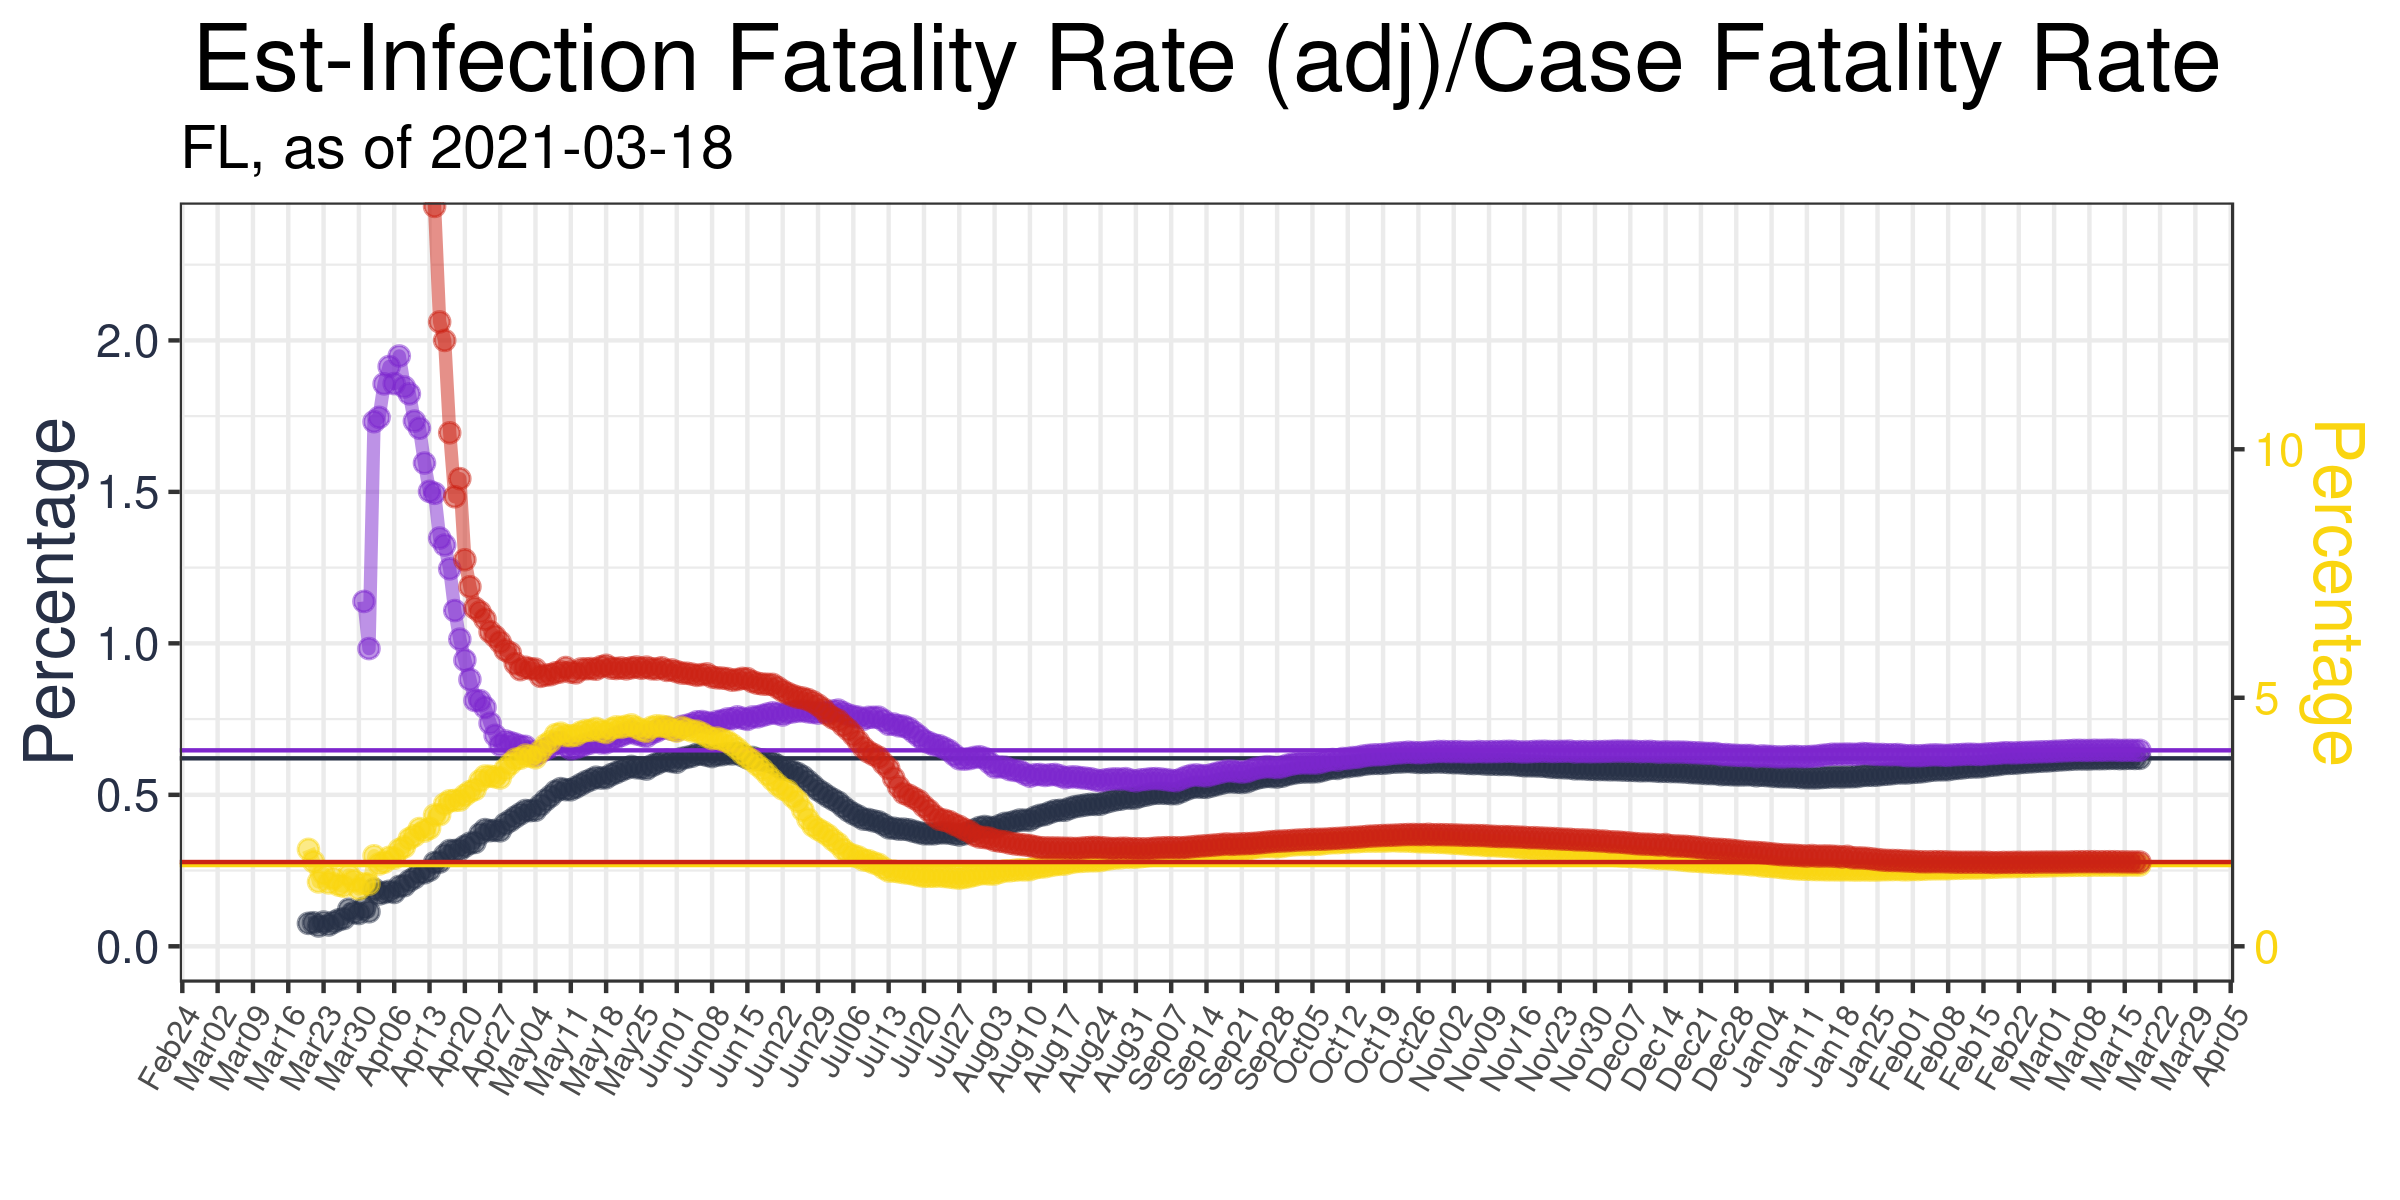 Est-Infection Fatality Rate (adj)/Case Fatality Rate
FL, as of 2021-03-18
Percentage
2.0
1.5
1.0
0.5
0.0
10
5
0
Percentage
Feb24
Mar02
Mar09
Mar16
Mar23
Mar30
Apr06
Apr13
Apr20
Apr27
May04
May11
May18
May25
Jun01
Jun08
Jun15
Jun22
Jun29
Jul06
Jul13
Jul20
Jul27
Aug03
Aug10
Aug17
Aug24
Aug31
Sep07
Sep14
Sep21
Sep28
Oct05
Oct12
Oct19
Oct26
Nov02
Nov09
Nov16
Nov23
Nov30
Dec07
Dec14
Dec21
Dec28
Jan04
Jan11
Jan18
Jan25
Feb01
Feb08
Feb15
Feb22
Mar01
Mar08
Mar15
Mar22
Mar29
Apr05